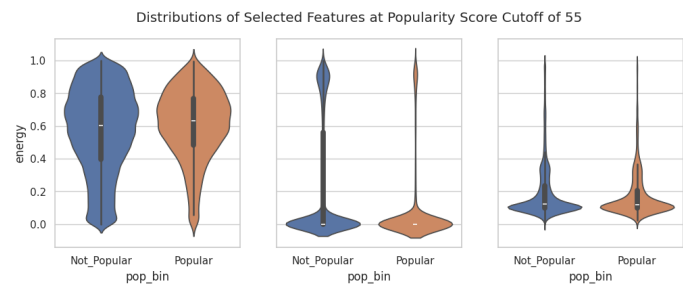 Distributions of Selected Features at Popularity Score Cutoff of 55
energy
1.0
0.8
0.6
0.4
0.2
0.0
Not_Popular Popular
pop_bin
Not_Popular Popular
pop_bin
Not_Popular Popular
pop_bin